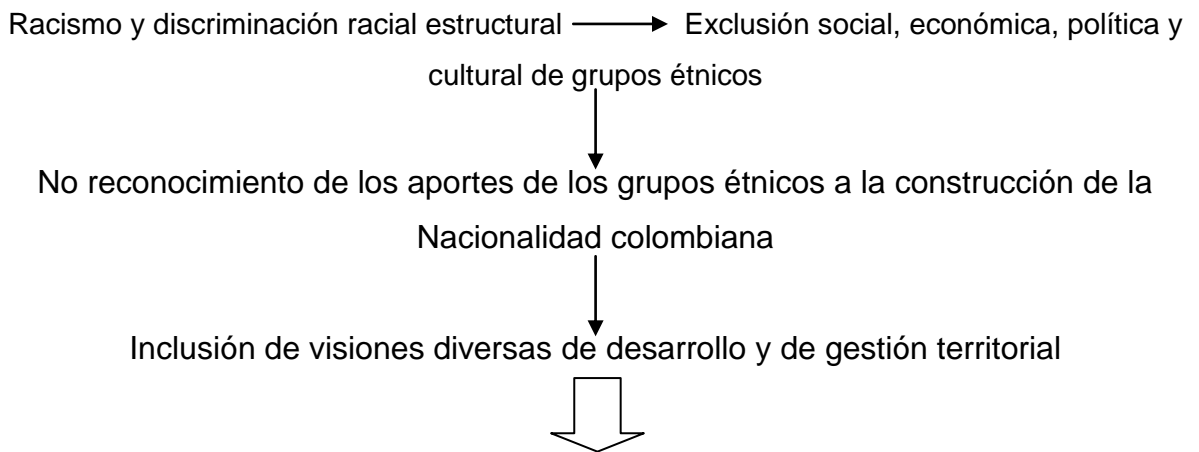 Racismo y discriminación racial estructural Exclusión social, económica, política y
cultural de grupos étnicos
No reconocimiento de los aportes de los grupos étnicos a la construcción de la
Nacionalidad colombiana
Inclusión de visiones diversas de desarrollo y de gestión territorial